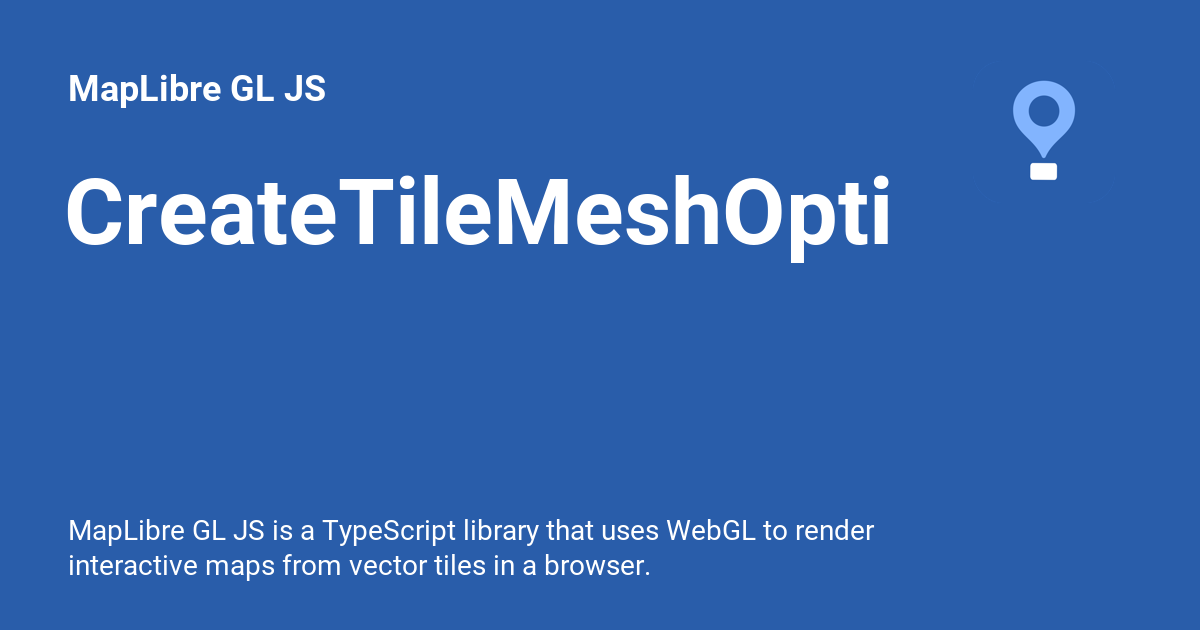 MapLibre GL JS
CreateTileMeshOpti
MapLibre GL JS is a TypeScript library that uses WebGL to render
interactive maps from vector tiles in a browser.